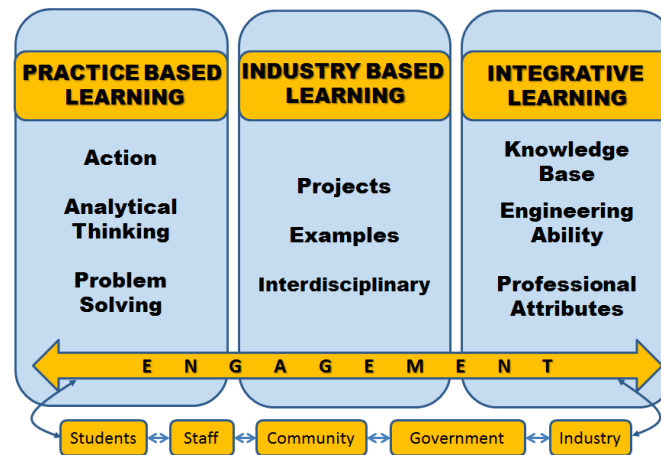 PRACTICE BASED
LEARNING
Action
Analytical
Thinking
Problem
Solving
INDUSTRY BASED
LEARNING
Projects
Examples
Interdisciplinary
INTEGRATIVE
LEARNING
Knowledge
Base
Engineering
Ability
Professional
Attributes
E N G A G E M E N T
Students
Staff
Community
Government
Industry